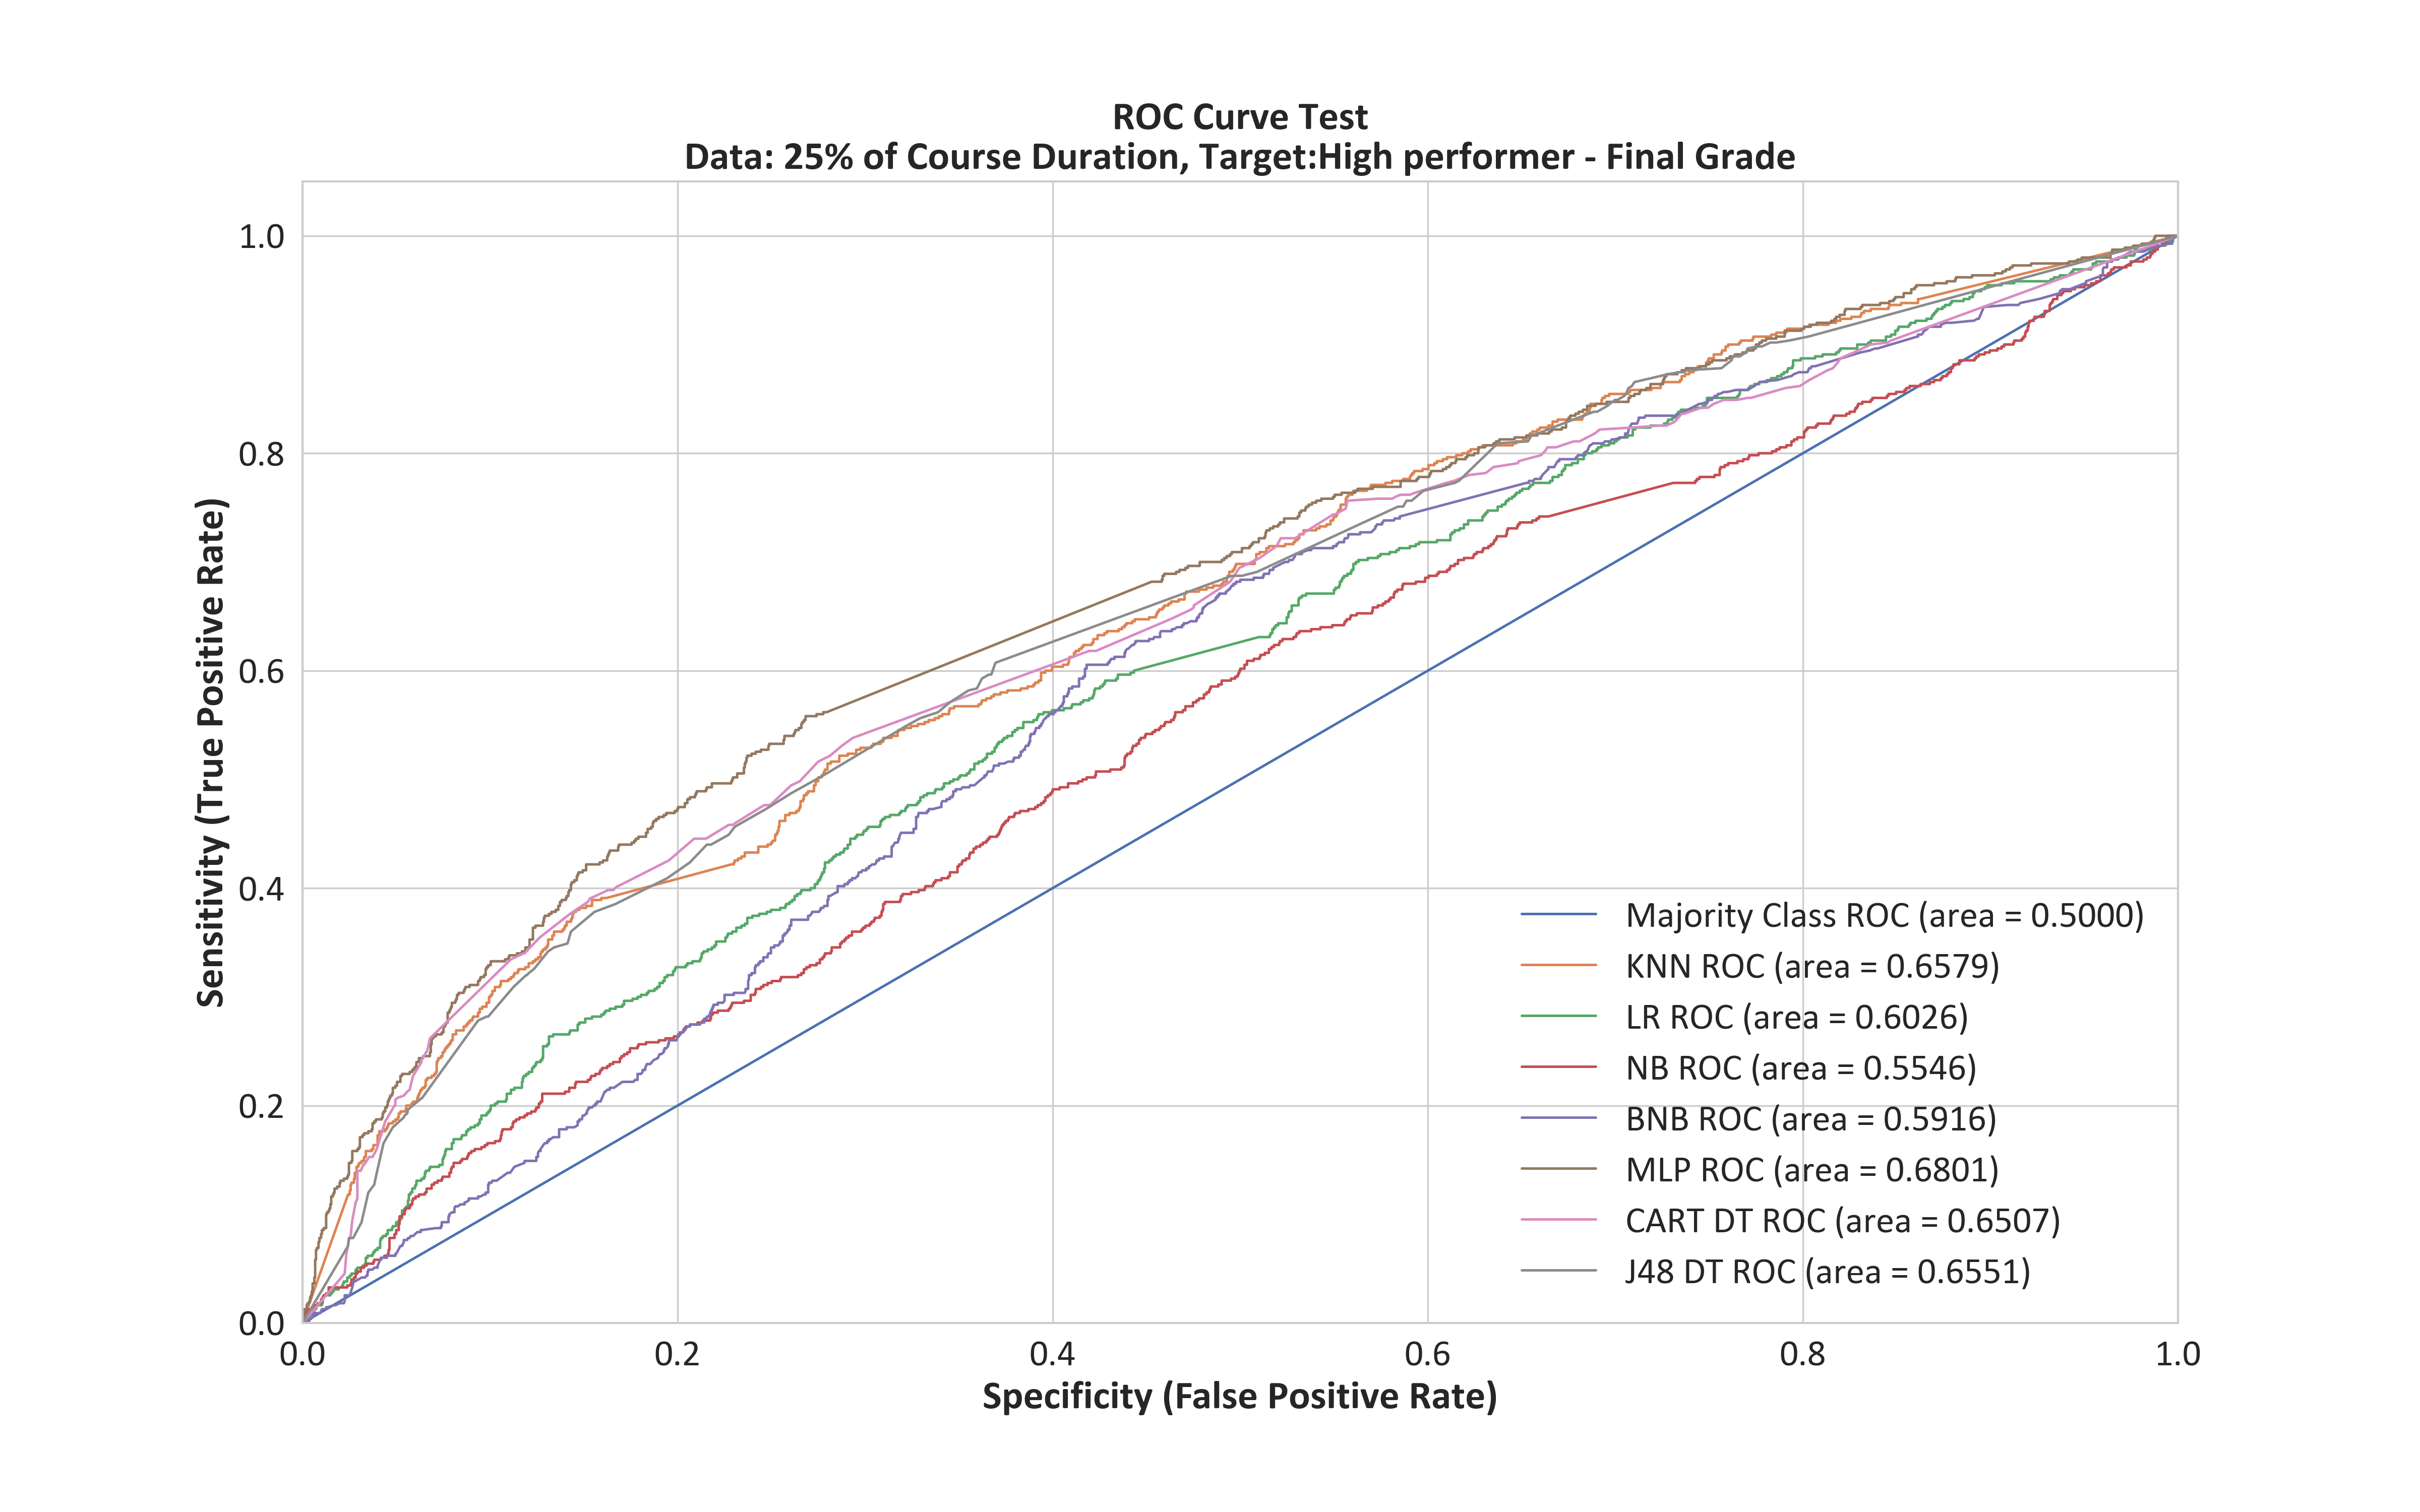 ROC Curve Test
Data: 25% of Course Duration, Target:High performer - Final Grade
Sensitivity (True Positive Rate)
1.0
0.8
0.6
0.4
0.2
0.0
0.0 0.2 0.4 0.6 0.8 1.0
Specificity (False Positive Rate)
Majority Class ROC (area = 0.5000)
KNN ROC (area = 0.6579)
LR ROC (area = 0.6026)
NB ROC (area = 0.5546)
BNB ROC (area = 0.5916)
MLP ROC (area = 0.6801)
CART DT ROC (area = 0.6507)
J48 DT ROC (area = 0.6551)